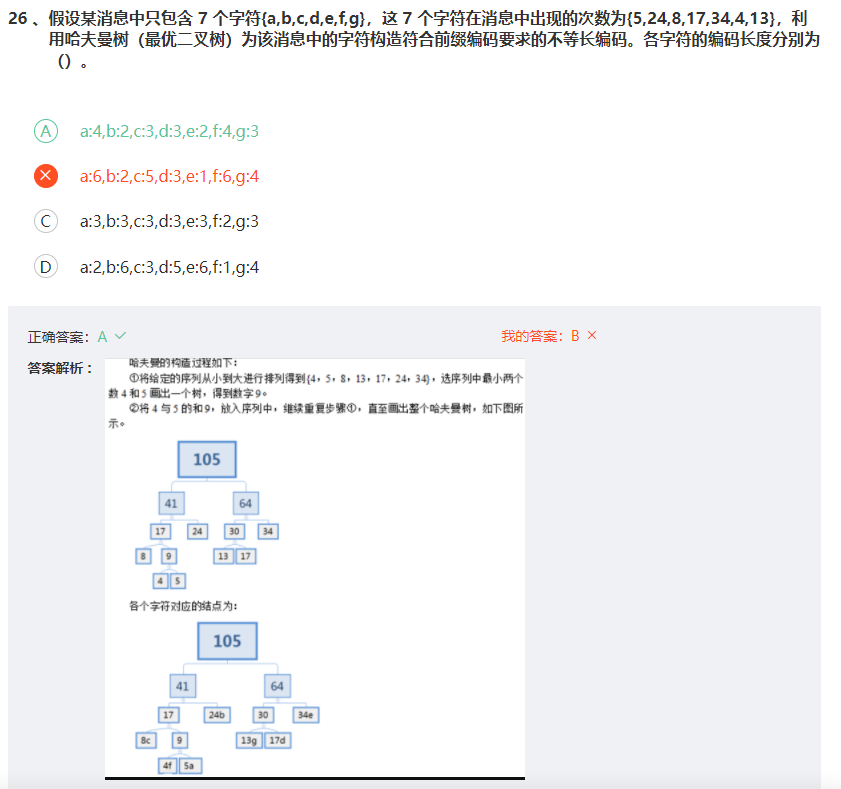 26 、假设某消息中只包含 7 个字符{a,b,c,d,e,f,g}，这 7 个字符在消息中出现的次数为{5,24,8,17,34,4,13}，利
用哈夫曼树（最优二叉树）为该消息中的字符构造符合前缀编码要求的不等长编码。各字符的编码长度分别为
（）。
A a:4,b:2,c:3,d:3,e:2,f:4,g:3
a:6,b:2,c:5,d:3,e:1,f:6,g:4
C a:3,b:3,c:3,d:3,e:3,f:2,g:3
D a:2,b:6,c:3,d:5,e:6,f:1,g:4
正确答案：A
我的答案：B
答案解析：
哈夫曼的构造过程如下：
①将给定的序列从小到大进行排列得到{4，5，8，13，17，24，34}，选序列中最小两个
数 4 和 5 画出一个树，得到数字 9。
②将 4 与 5 的和 9，放入序列中，继续重复步骤①，直至画出整个哈夫曼树，如下图所
示。
105
41 64
17 24 30 34
8 9 13 17
4 5
各个字符对应的结点为：
105
41 64
17 24b 30 34e
8c 9 13g 17d
4f 5a